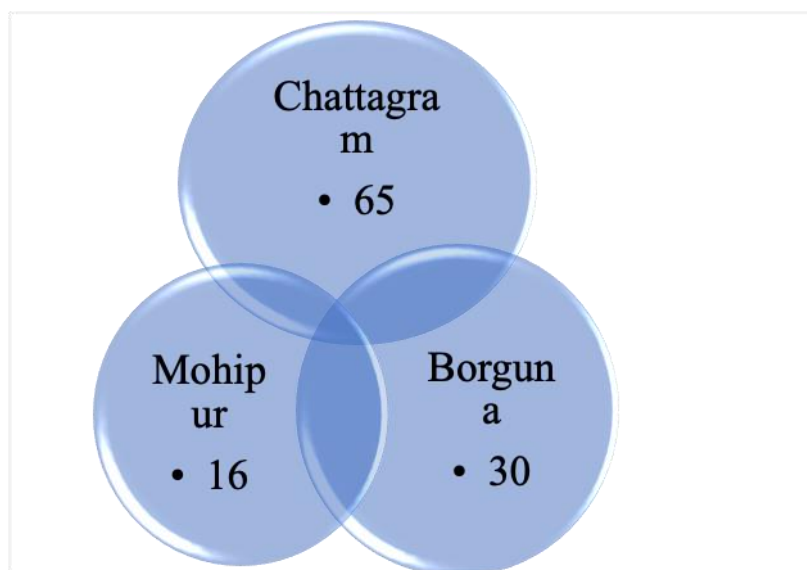 Chattagra
m
• 65
Mohip
ur
• 16
Borgun
a
• 30